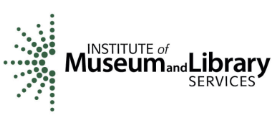 INSTITUTE of
Museum and Library
SERVICES